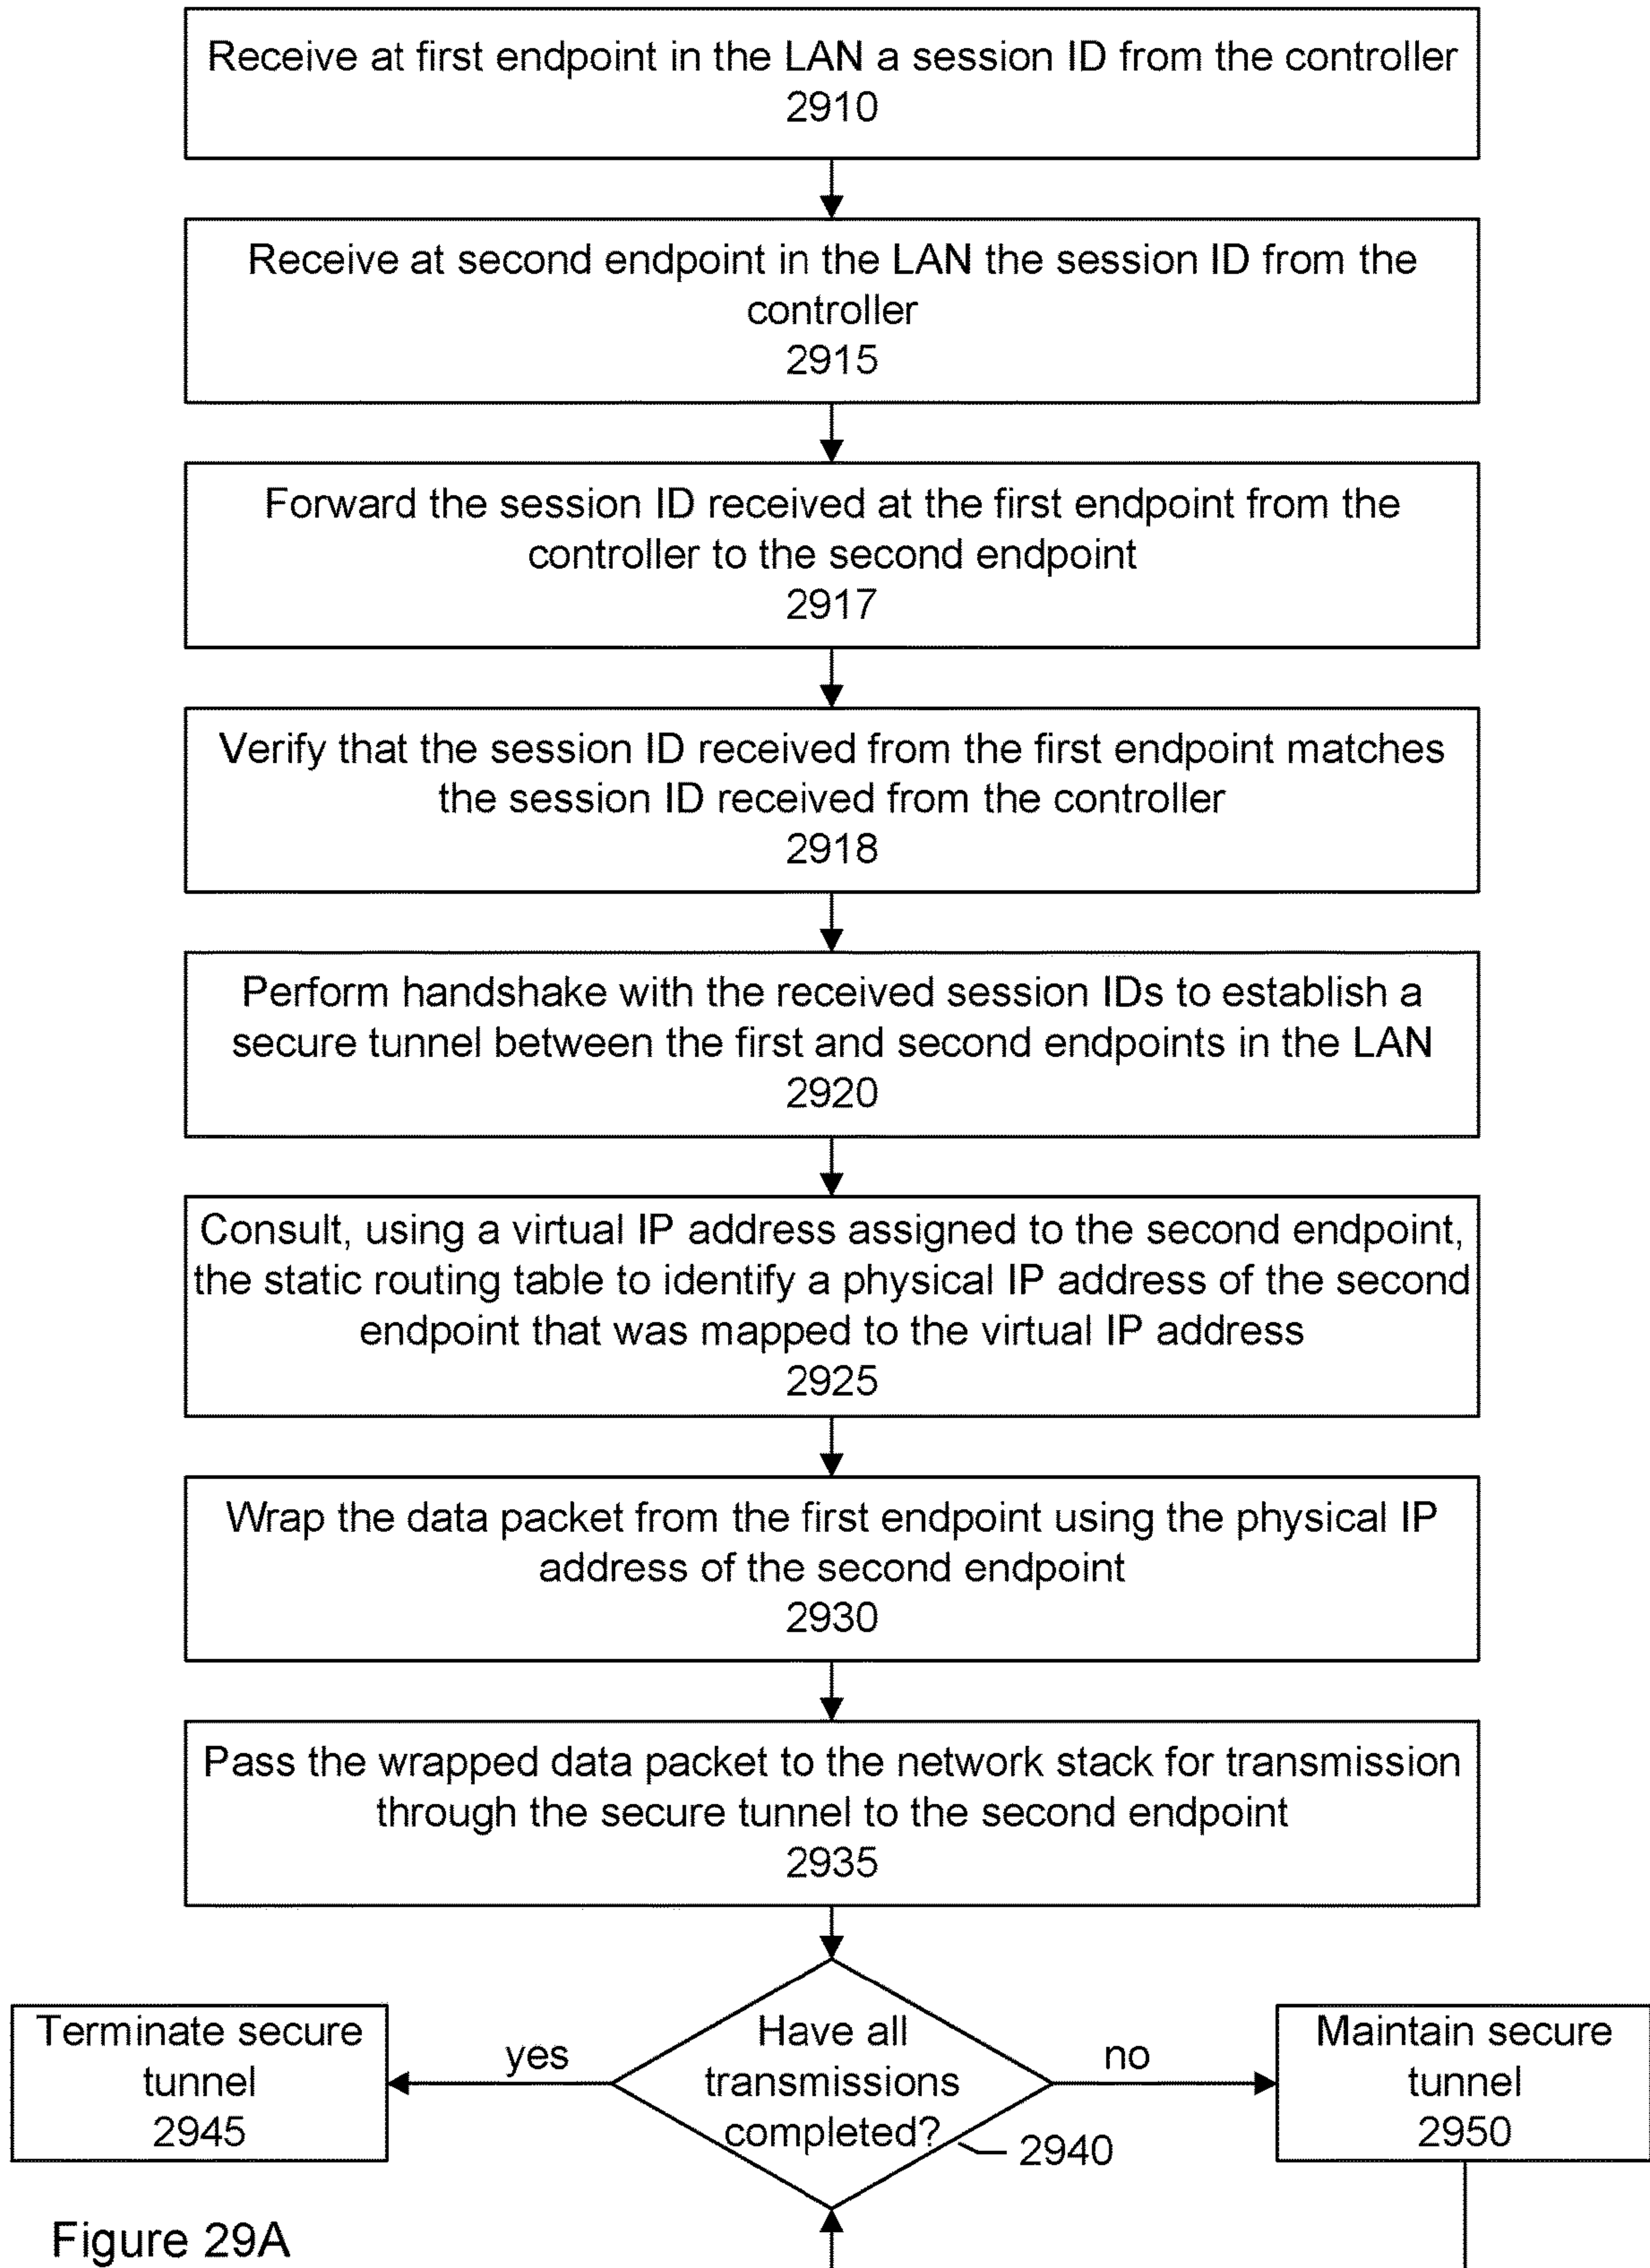 Receive at first endpoint in the LAN a session ID from the controller
2910
Receive at second endpoint in the LAN the session ID from the
controller
2915
Forward the session ID received at the first endpoint from the
controller to the second endpoint
2917
Verify that the session ID received from the first endpoint matches
the session ID received from the controller
2918
Perform handshake with the received session IDs to establish a
secure tunnel between the first and second endpoints in the LAN
2920
Consult, using a virtual IP address assigned to the second endpoint,
the static routing table to identify a physical IP address of the second
endpoint that was mapped to the virtual IP address
2925
Wrap the data packet from the first endpoint using the physical IP
address of the second endpoint
2930
Pass the wrapped data packet to the network stack for transmission
through the secure tunnel to the second endpoint
2935
Terminate secure
tunnel
2945
yes
Have all
transmissions
completed?
2940
no
Maintain secure
tunnel
2950
Figure 29A